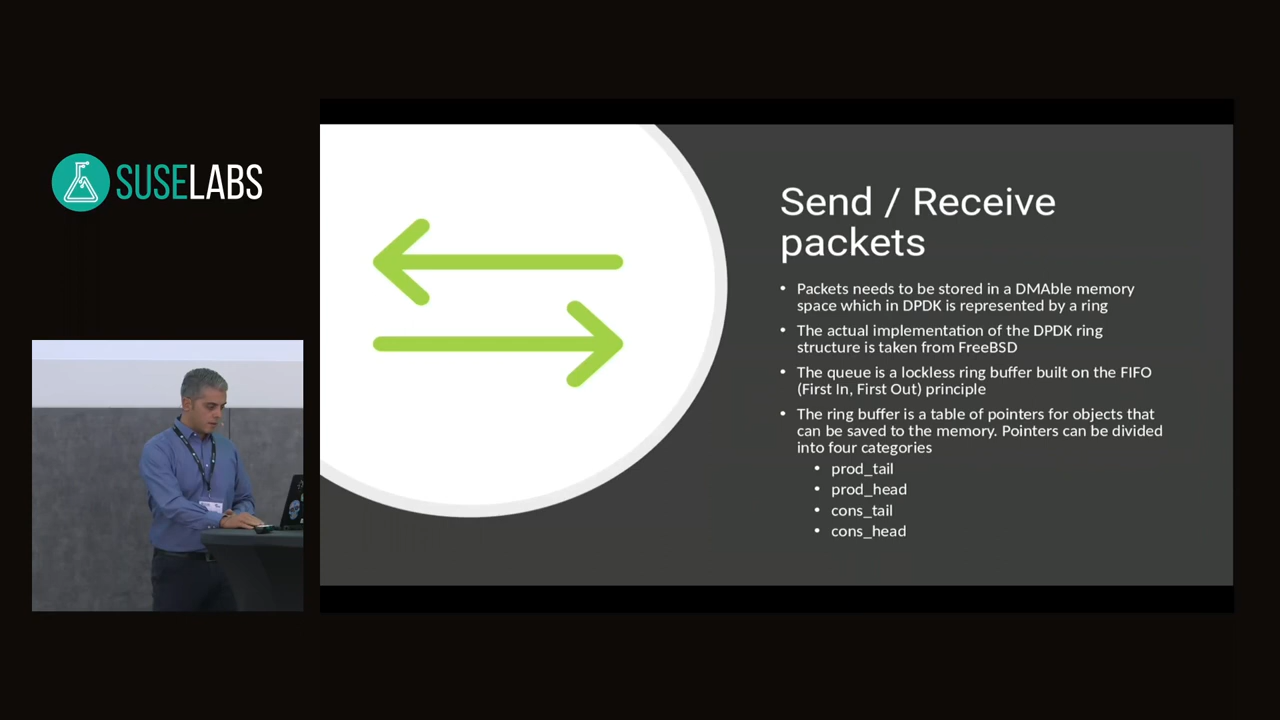 SUSELABS
Send / Receive
packets
• Packets needs to be stored in a DMAble memory
space which in DPDK is represented by a ring
• The actual implementation of the DPDK ring
structure is taken from FreeBSD
• The queue is a lockless ring buffer built on the FIFO
(First In, First Out) principle
• The ring buffer is a table of pointers for objects that
can be saved to the memory. Pointers can be divided
into four categories
• prod_tail
• prod_head
• cons_tail
• cons_head